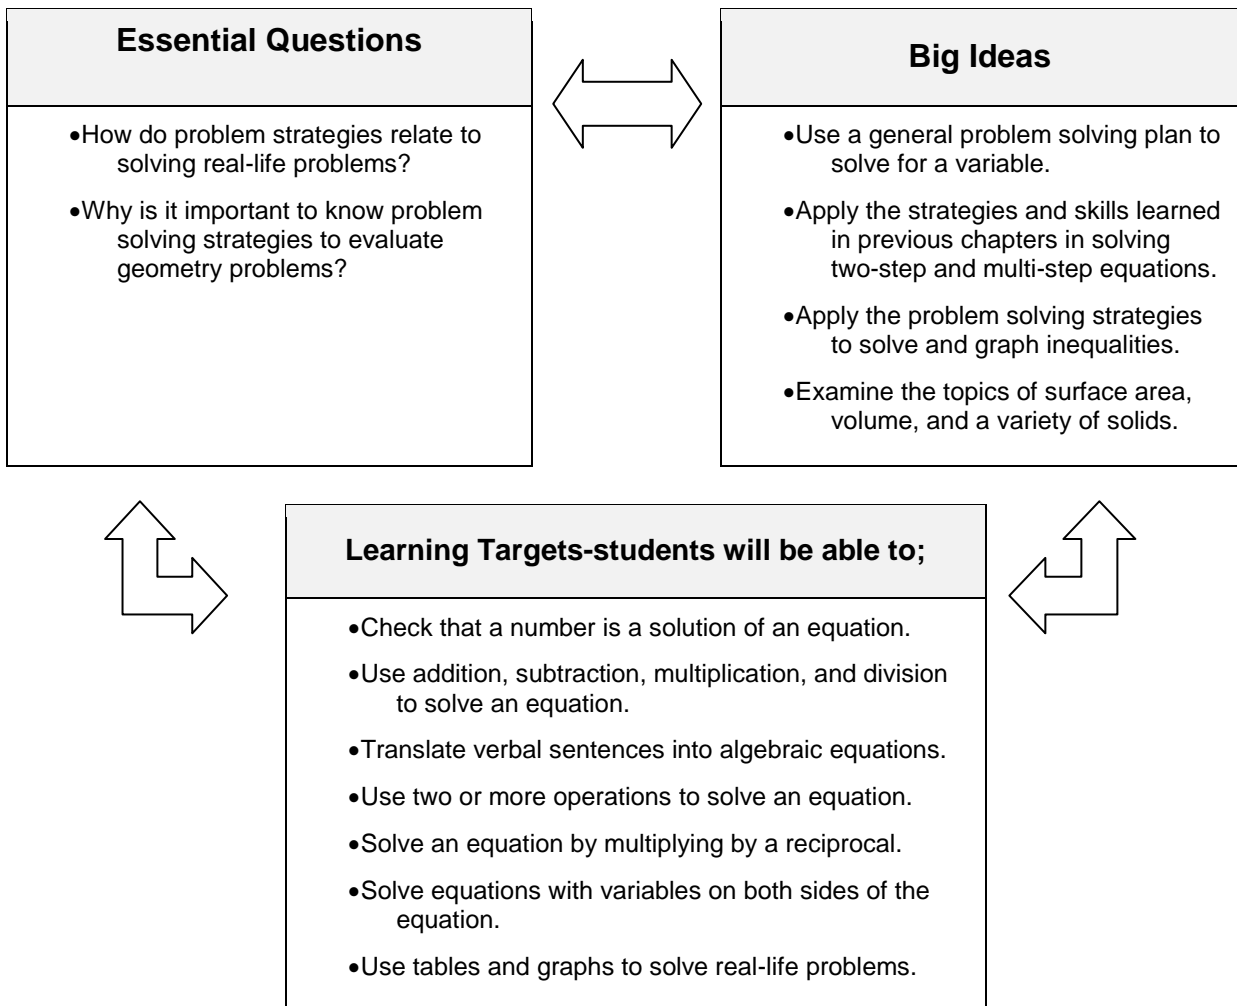 Essential Questions
•How do problem strategies relate to
solving real-life problems?
•Why is it important to know problem
solving strategies to evaluate
geometry problems?
Big Ideas
•Use a general problem solving plan to
solve for a variable.
•Apply the strategies and skills learned
in previous chapters in solving
two-step and multi-step equations.
•Apply the problem solving strategies
to solve and graph inequalities.
•Examine the topics of surface area,
volume, and a variety of solids.
Learning Targets-students will be able to;
•Check that a number is a solution of an equation.
•Use addition, subtraction, multiplication, and division
to solve an equation.
•Translate verbal sentences into algebraic equations.
•Use two or more operations to solve an equation.
•Solve an equation by multiplying by a reciprocal.
•Solve equations with variables on both sides of the
equation.
•Use tables and graphs to solve real-life problems.